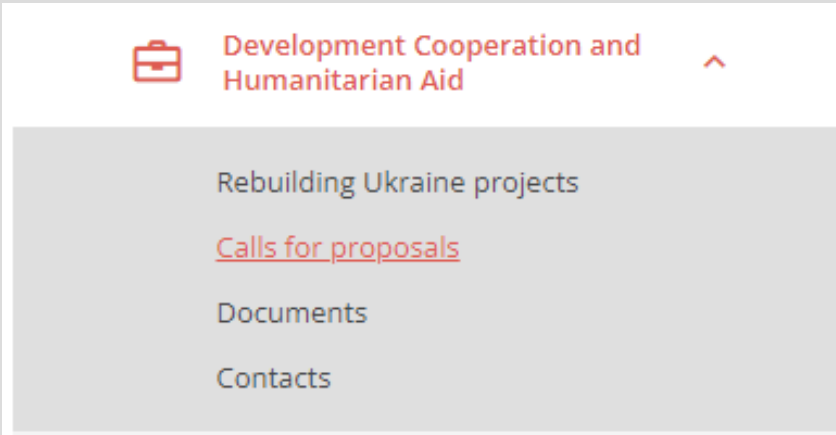 Development Cooperation and
Humanitarian Aid
Rebuilding Ukraine projects
Calls for proposals
Documents
Contacts